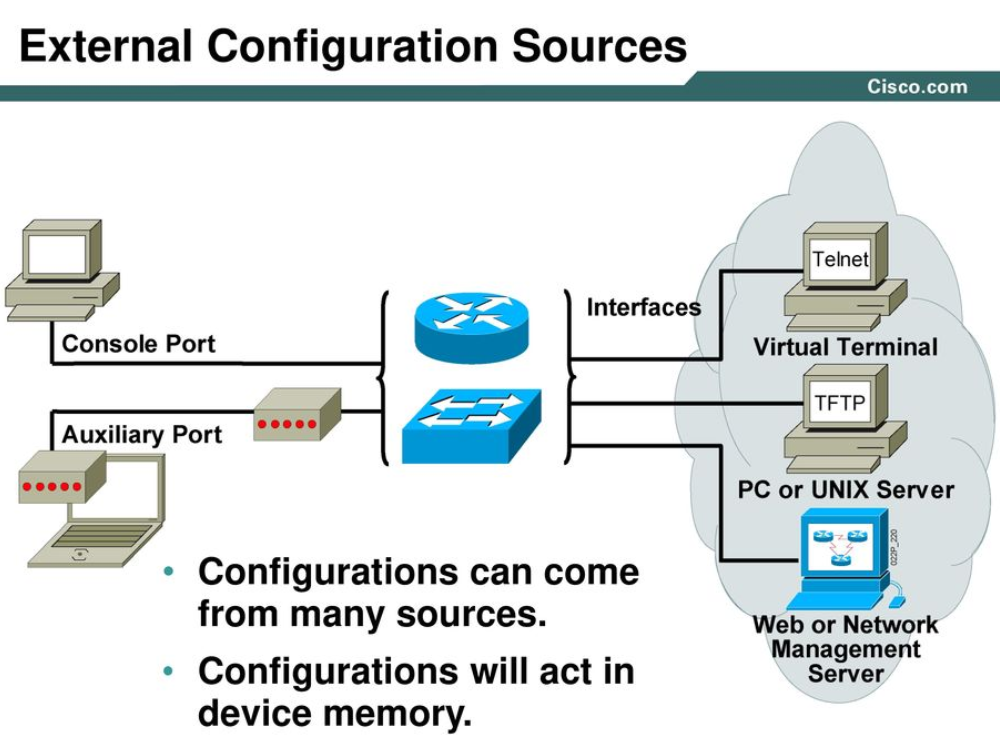 External Configuration Sources
Cisco.com
Telnet
Interfaces
Console Port
Virtual Terminal
TFTP
Auxiliary Port
PC or UNIX Server
022P_220
• Configurations can come
from many sources.
• Configurations will act in
device memory.
Web or Network
Management
Server